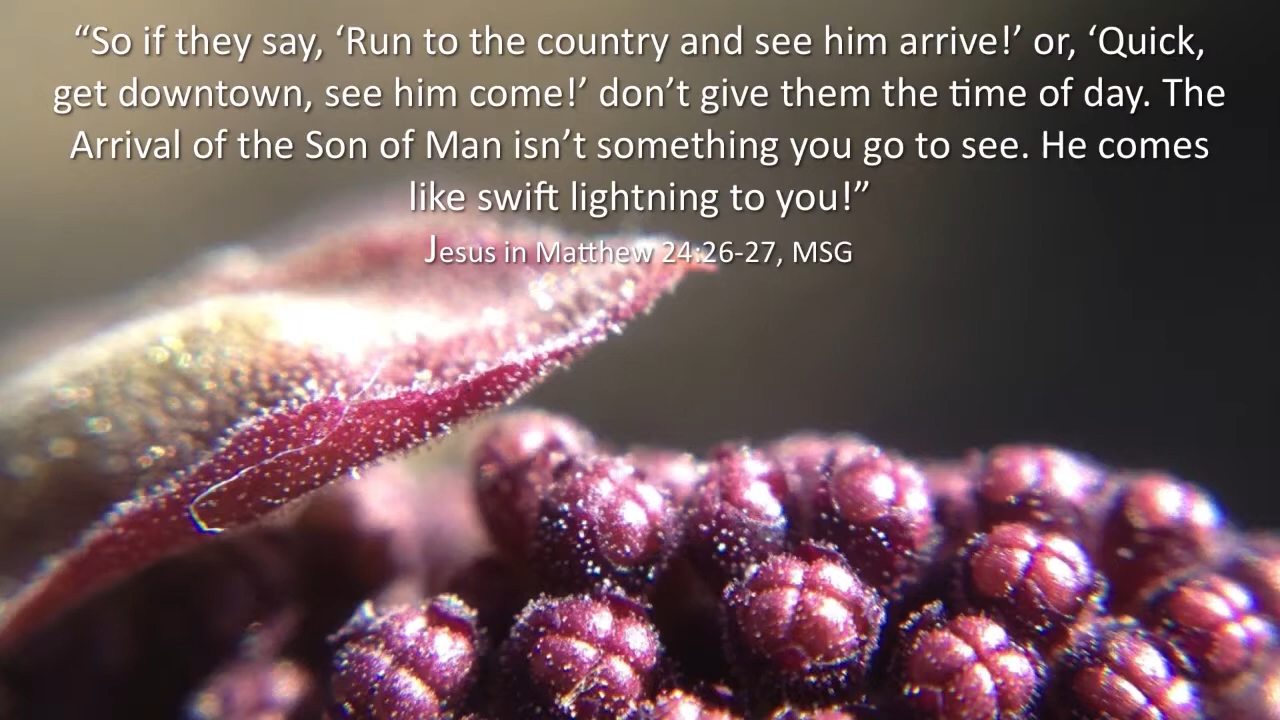 “So if they say, ‘Run to the country and see him arrive!’ or, ‘Quick,
get downtown, see him come!’ don’t give them the time of day. The
Arrival of the Son of Man isn’t something you go to see. He comes
like swift lightning to you!”
Jesus in Matthew 24:26-27, MSG